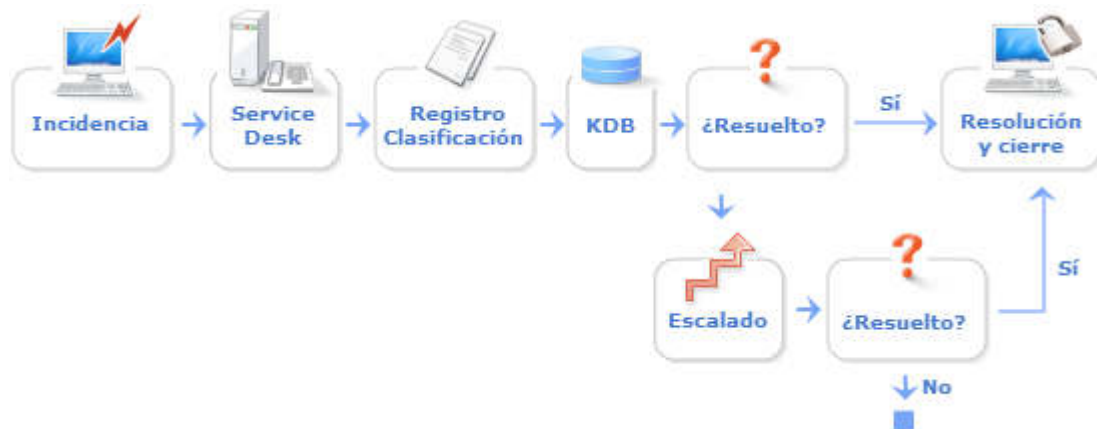 Incidencia
Service
Desk
Registro
Clasificación
KDB
¿Resuelto?
Sí
Resolución
y cierre
Escalado
¿Resuelto?
Sí
No